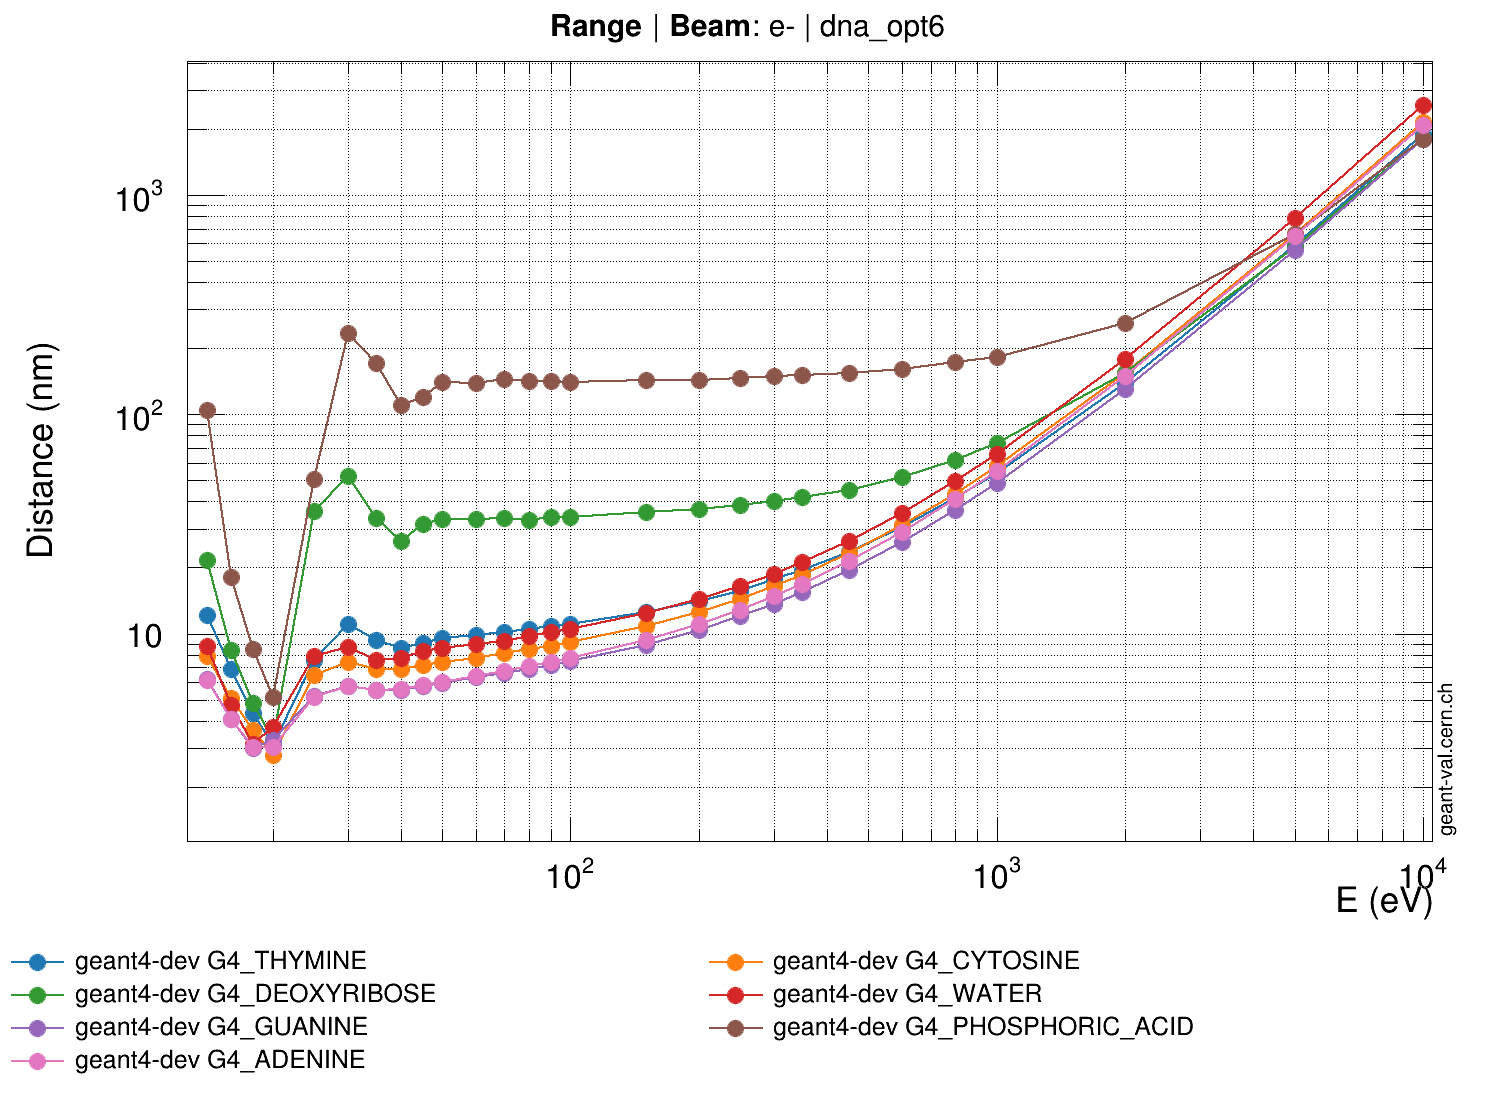 Range | Beam: e- | dna_opt6
Distance (nm)
10³
10²
10
10²
10³
10⁴
E (eV)
geant-val.cern.ch
geant4-dev G4_THYMINE
geant4-dev G4_CYTOSINE
geant4-dev G4_DEOXYRIBOSE
geant4-dev G4_WATER
geant4-dev G4_GUANINE
geant4-dev G4_PHOSPHORIC_ACID
geant4-dev G4_ADENINE